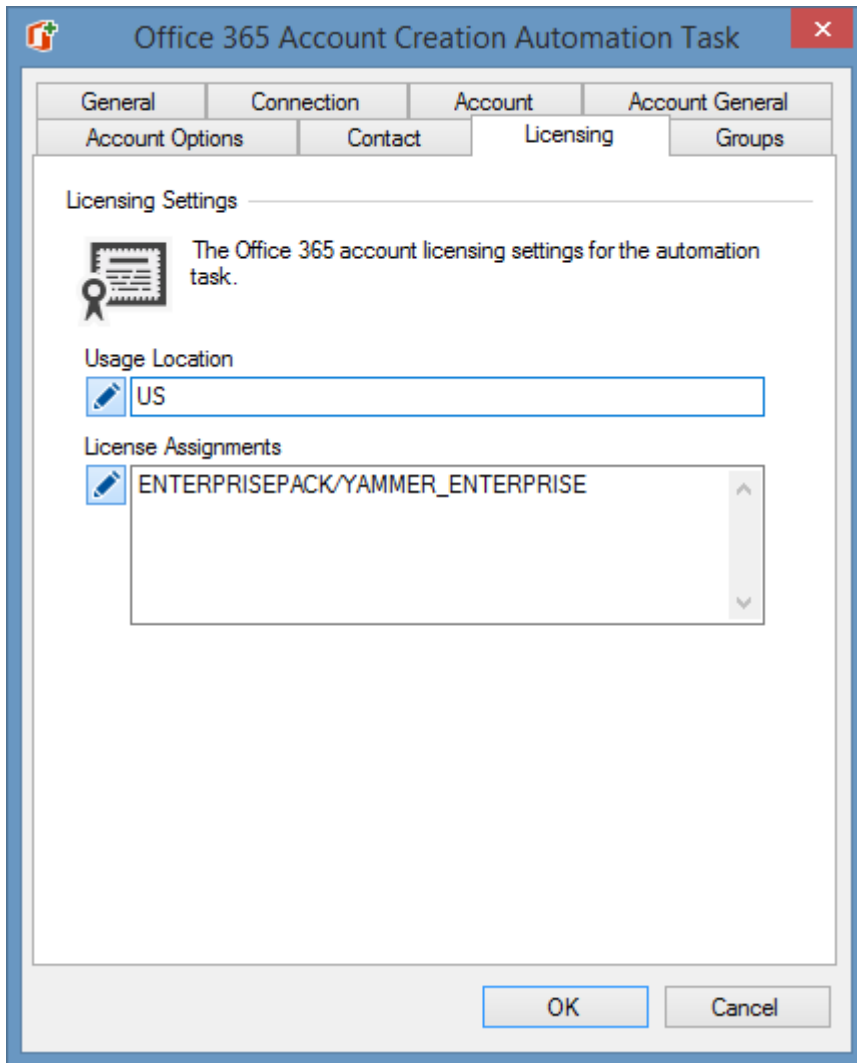 Office 365 Account Creation Automation Task
General
Connection
Account
Account General
Account Options
Contact
Licensing
Groups
Licensing Settings
The Office 365 account licensing settings for the automation
task.
Usage Location
US
License Assignments
ENTERPRISEPACK/YAMMER_ENTERPRISE
OK
Cancel